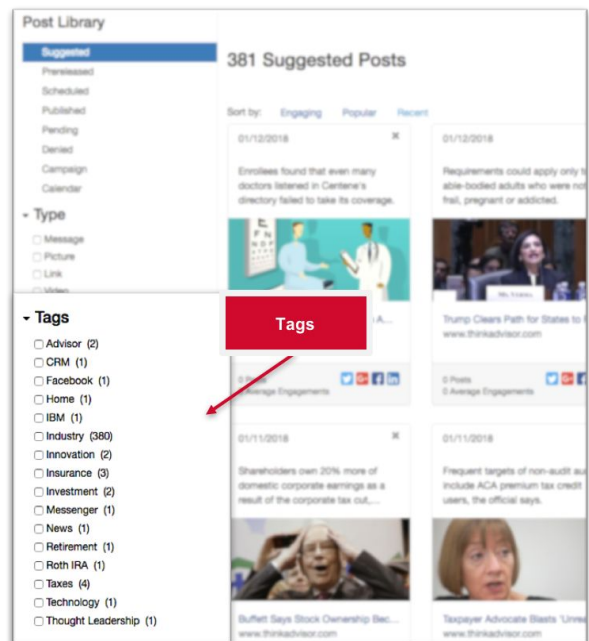 Post Library
Suggested
Prereleased
Scheduled
Published
Pending
Denied
Campaign
Calendar
Type
Message
Picture
Link
Video
Tags
Advisor (2)
CRM (1)
Facebook (1)
Home (1)
IBM (1)
Industry (380)
Innovation (2)
Insurance (3)
Investment (2)
Messenger (1)
News (1)
Retirement (1)
Roth IRA (1)
Taxes (4)
Technology (1)
Thought Leadership (1)
381 Suggested Posts
Sort by: Engaging Popular Recent
01/12/2018
Enrollees found that even many
doctors listened in Centene's
directory failed to take its coverage.
Tags
A...
0 Posts
0 Average Engagements
01/12/2018
Requirements could apply only to
able-bodied adults who were not
frail, pregnant or addicted.
Trump Clears Path for States to
www.thinkadvisor.com
0 Posts
0 Average Engagements
01/11/2018
Shareholders own 20% more of
domestic corporate earnings as a
result of the corporate tax cut,...
Buffett Says Stock Ownership Bec...
www.thinkadvisor.com
01/11/2018
Frequent targets of non-audit
include ACA premium tax credit
users, the official says.
Taxpayer Advocate Blasts
www.thinkadvisor.com